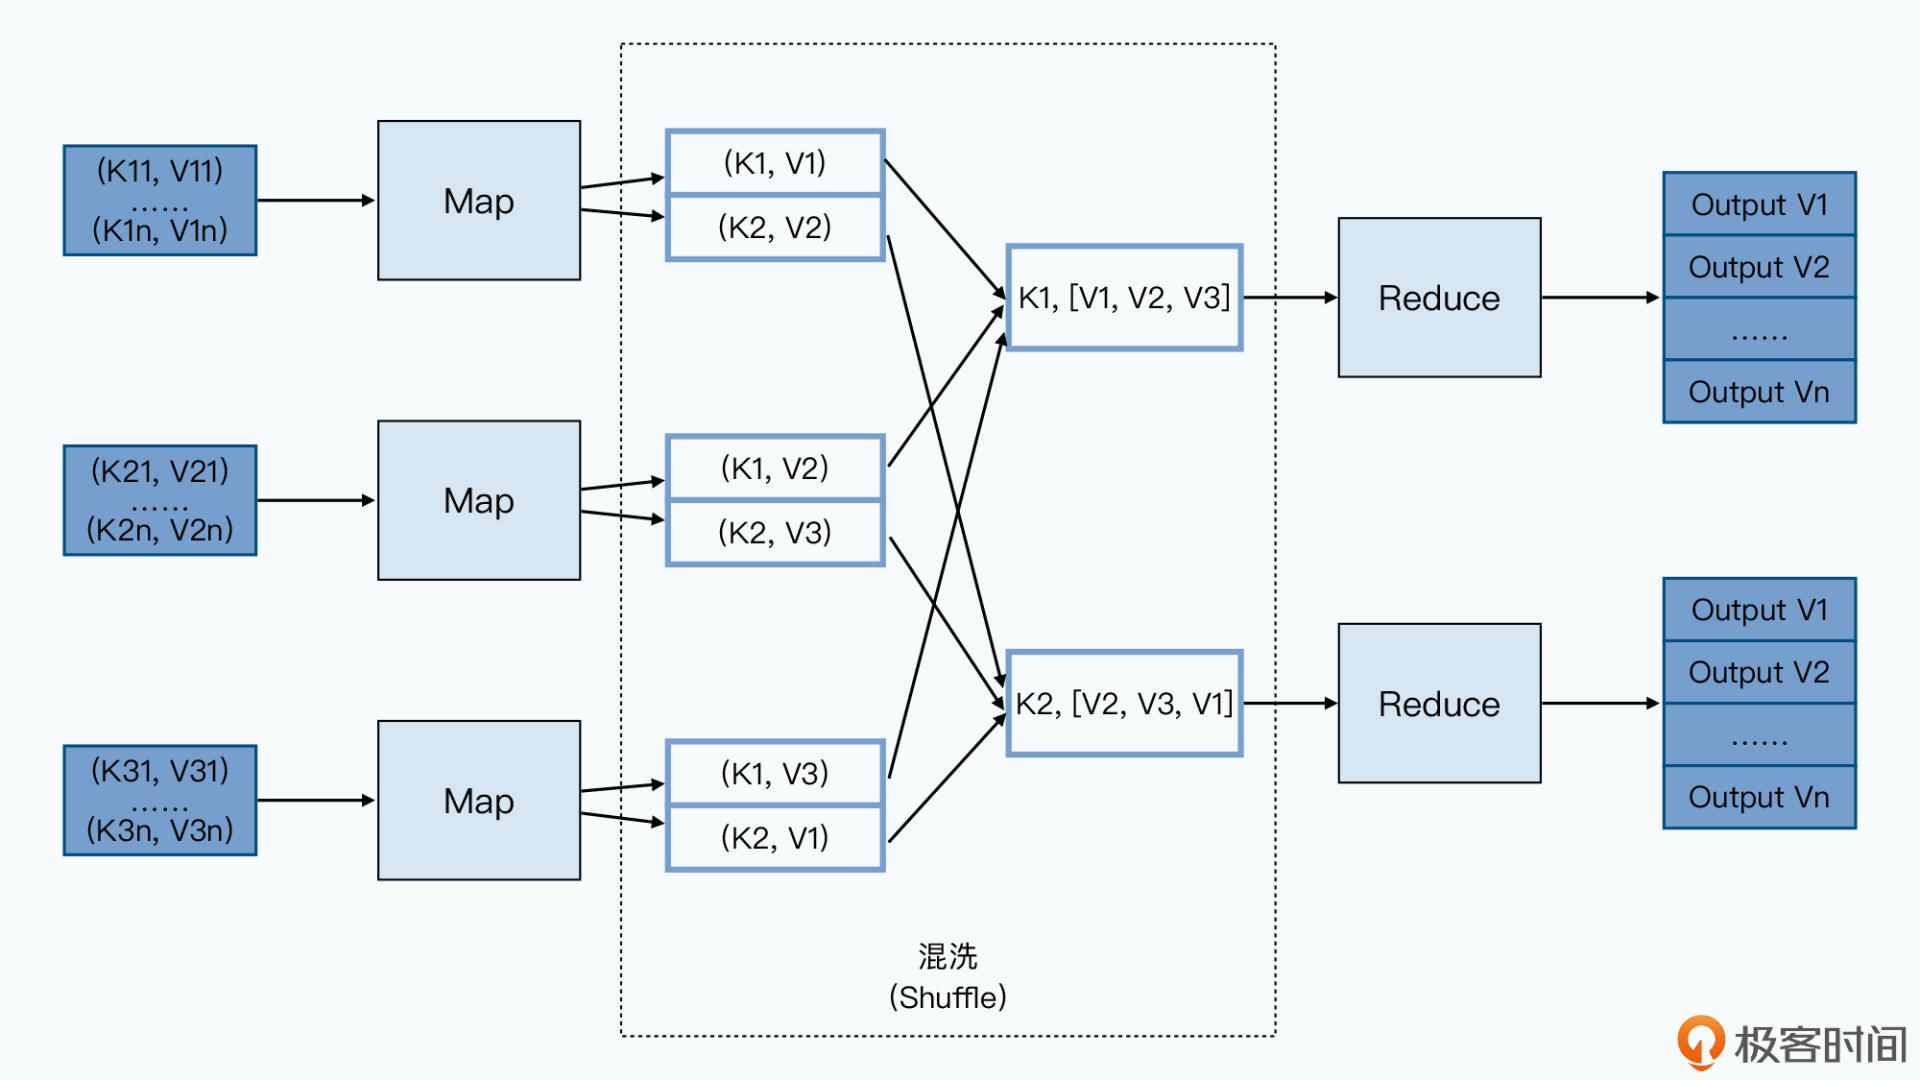 (K11, V11)
……
(K1n, V1n)
Map
(K1, V1)
(K2, V2)
(K21, V21)
……
(K2n, V2n)
Map
(K1, V2)
(K2, V3)
(K31, V31)
……
(K3n, V3n)
Map
(K1, V3)
(K2, V1)
K1, [V1, V2, V3]
K2, [V2, V3, V1]
混洗
(Shuffle)
Reduce
Output V1
Output V2
……
Output Vn
Reduce
Output V1
Output V2
……
Output Vn
极客时间